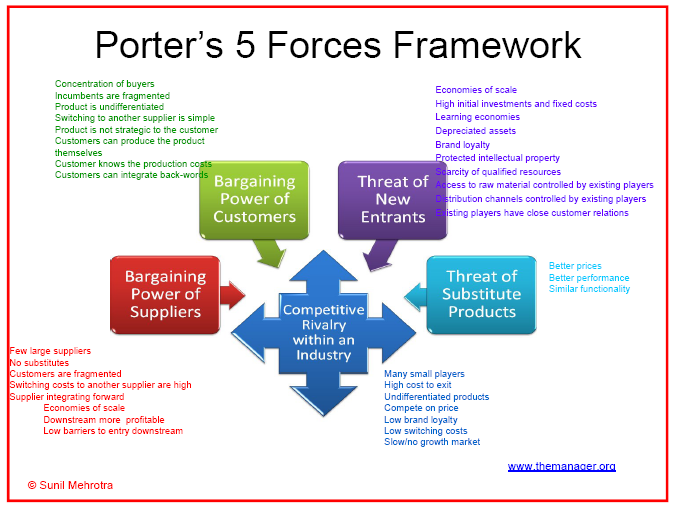 Porter's 5 Forces Framework
Concentration of buyers
Incumbents are fragmented
Product is undifferentiated
Switching to another supplier is simple
Product is not strategic to the customer
Customers can produce the product
themselves
Customer knows the production costs
Customers can integrate back-words
Economies of scale
High initial investments and fixed costs
Learning economies
Depreciated assets
Brand loyalty
Protected intellectual property
Scarcity of qualified resources
Access to raw material controlled by existing players
Distribution channels controlled by existing players
Existing players have close customer relations
Bargaining
Power of
Customers
Threat of
New
Entrants
Bargaining
Power of
Suppliers
Competitive
Rivalry
within an
Industry
Threat of
Substitute
Products
Better prices
Better performance
Similar functionality
Few large suppliers
No substitutes
Customers are fragmented
Switching costs to another supplier are high
Supplier integrating forward
Economies of scale
Downstream more profitable
Low barriers to entry downstream
Many small players
High cost to exit
Undifferentiated products
Compete on price
Low brand loyalty
Low switching costs
Slow/no growth market
www.themanager.org
© Sunil Mehrotra